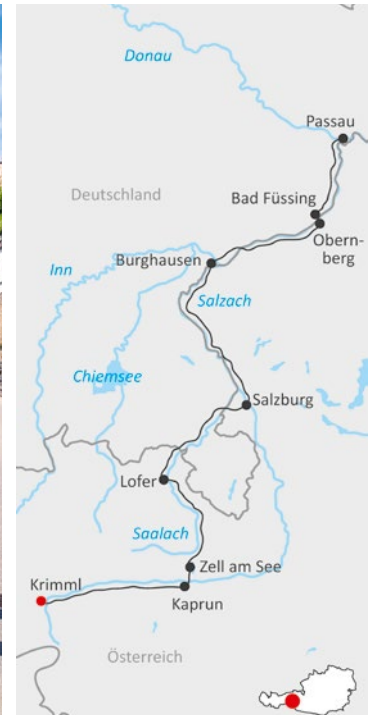 Donau
Passau
Deutschland
Bad Füssing
Obern-
berg
Burghausen
Inn
Salzach
Chiemsee
Salzburg
Lofer
Saalach
Zell am See
Krimml
Kaprun
Österreich